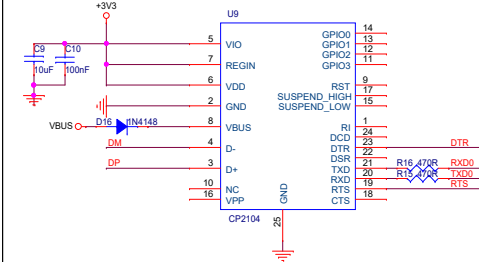 +3V3
U9
C9
C10
10uF
100nF
5
VIO
7
REGIN
6
VDD
2
GND
VBUS
D16
1N4148
8
VBUS
DM
4
D-
DP
3
D+
10
NC
16
VPP
GPIO0
14
GPIO1
13
GPIO2
12
GPIO3
11
RST
9
SUSPEND_HIGH
17
SUSPEND_LOW
15
RI
1
DCD
24
DTR
23
DTR
DSR
22
TXD
21
R16
470R
RXD0
RXD
20
R15
470R
TXD0
RTS
19
RTS
CTS
18
GND
25
CP2104